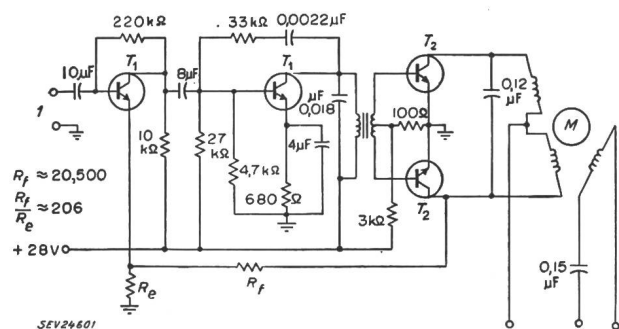 220kΩ
.33kΩ
0,0022μF
T1
T1
T2
10μF
8μF
μF
0,018
100Ω
0,12
μF
M
1
10
kΩ
27
kΩ
4,7kΩ
4μF
680 Ω
3kΩ
T2
Rf ≈20,500
Rf
Re ≈206
+28V
Re
Rf
0,15
μF
SEV24601